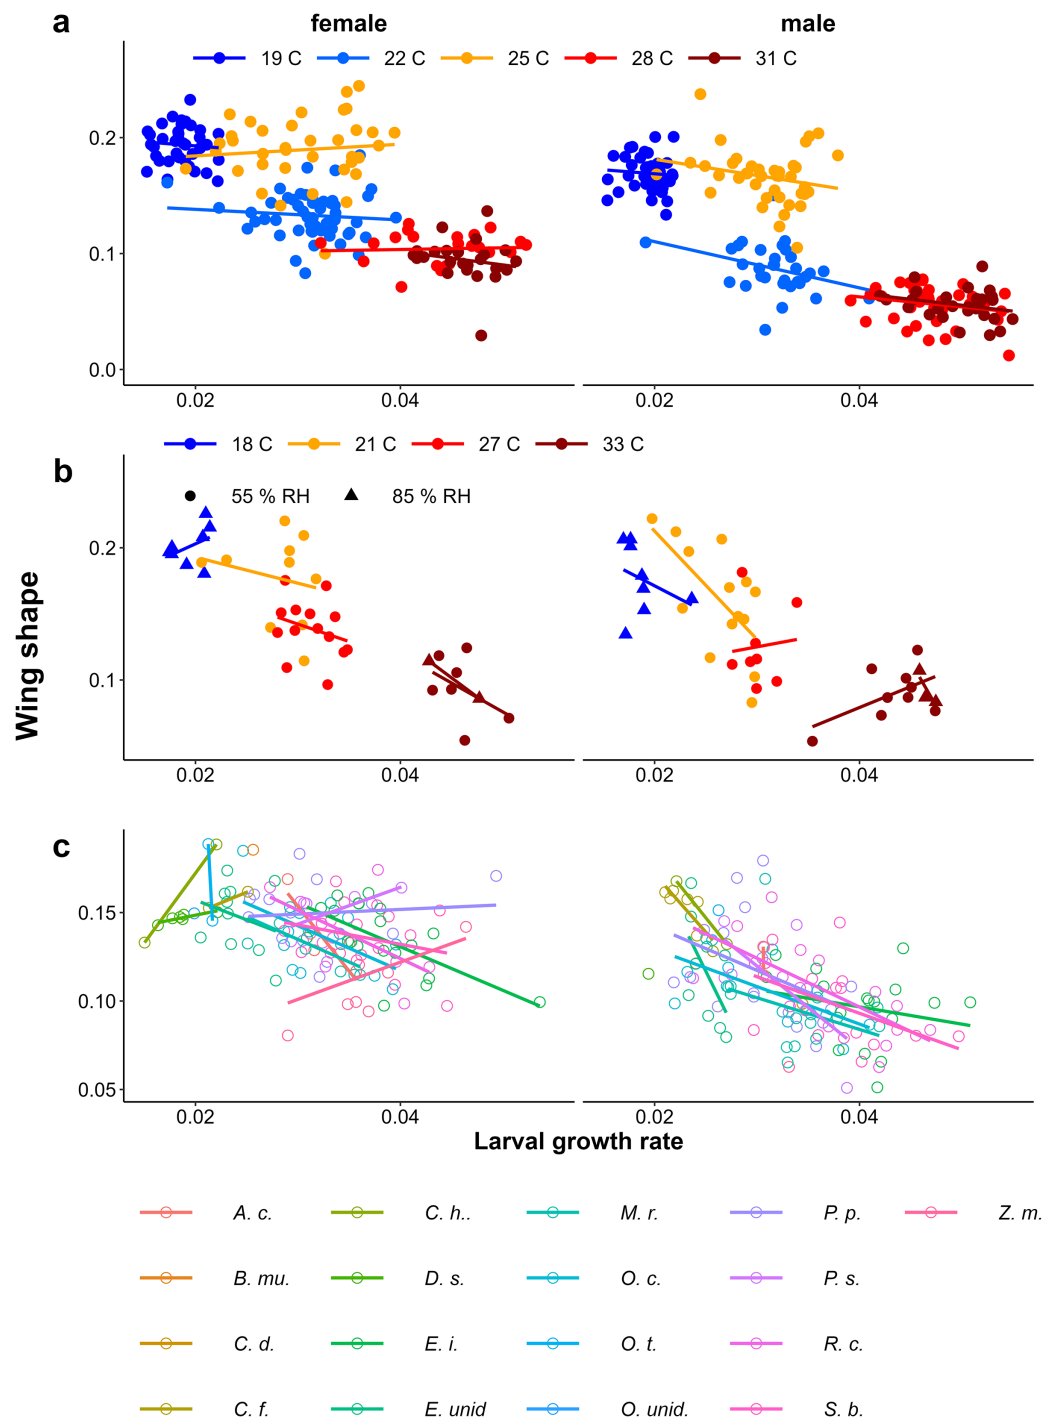 a
female
male
19 C
22 C
25 C
28 C
31 C
0.2
0.1
0.0
0.02
0.04
0.02
0.04
18 C
21 C
27 C
33 C
b
55 % RH
85 % RH
0.2
0.1
0.02
0.04
0.02
0.04
Wing shape
c
0.15
0.10
0.05
0.02
0.04
0.02
0.04
Larval growth rate
A. c.
C. h..
M. r.
P. p.
Z. m.
B. mu.
D. s.
O. c.
P. s.
C. d.
E. i.
O. t.
R. c.
C. f.
E. unid
O. unid.
S. b.